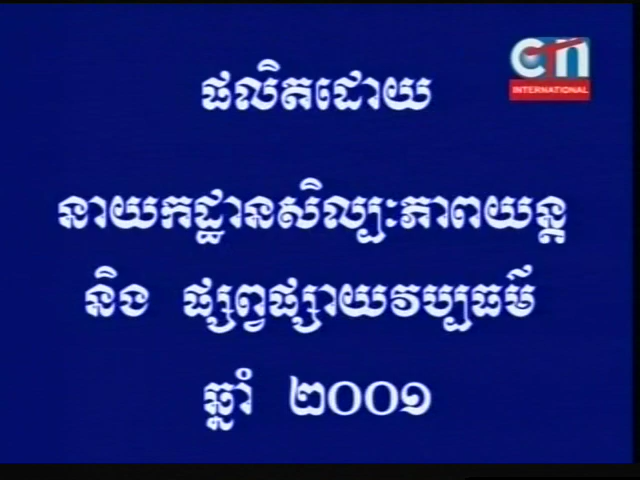 CTN
INTERNATIONAL
ផលិតដោយ
នាយកដ្ឋានសិល្បៈភាពយន្ត
និង ផ្សព្វផ្សាយវប្បធម៌
ឆ្នាំ ២០០១